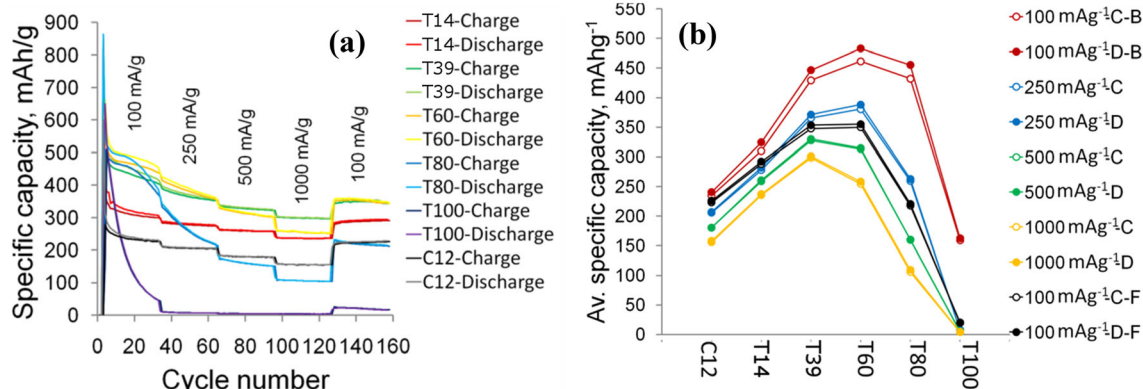 (a)
Specific capacity, mAh/g
900
800
700
600
500
400
300
200
100
0
100 mA/g
250 mA/g
500 mA/g
1000 mA/g
100 mA/g
0 20 40 60 80 100 120 140 160
Cycle number
T14-Charge
T14-Discharge
T39-Charge
T39-Discharge
T60-Charge
T60-Discharge
T80-Charge
T80-Discharge
T100-Charge
T100-Discharge
C12-Charge
C12-Discharge
(b)
Av. specific capacity, mAhg⁻¹
500
450
400
350
300
250
200
150
100
50
0
C12
T14
T39
T60
T80
T100
100 mAg⁻¹C-B
100 mAg⁻¹D-B
250 mAg⁻¹C
250 mAg⁻¹D
500 mAg⁻¹C
500 mAg⁻¹D
1000 mAg⁻¹C
1000 mAg⁻¹D
100 mAg⁻¹C-F
100 mAg⁻¹D-F